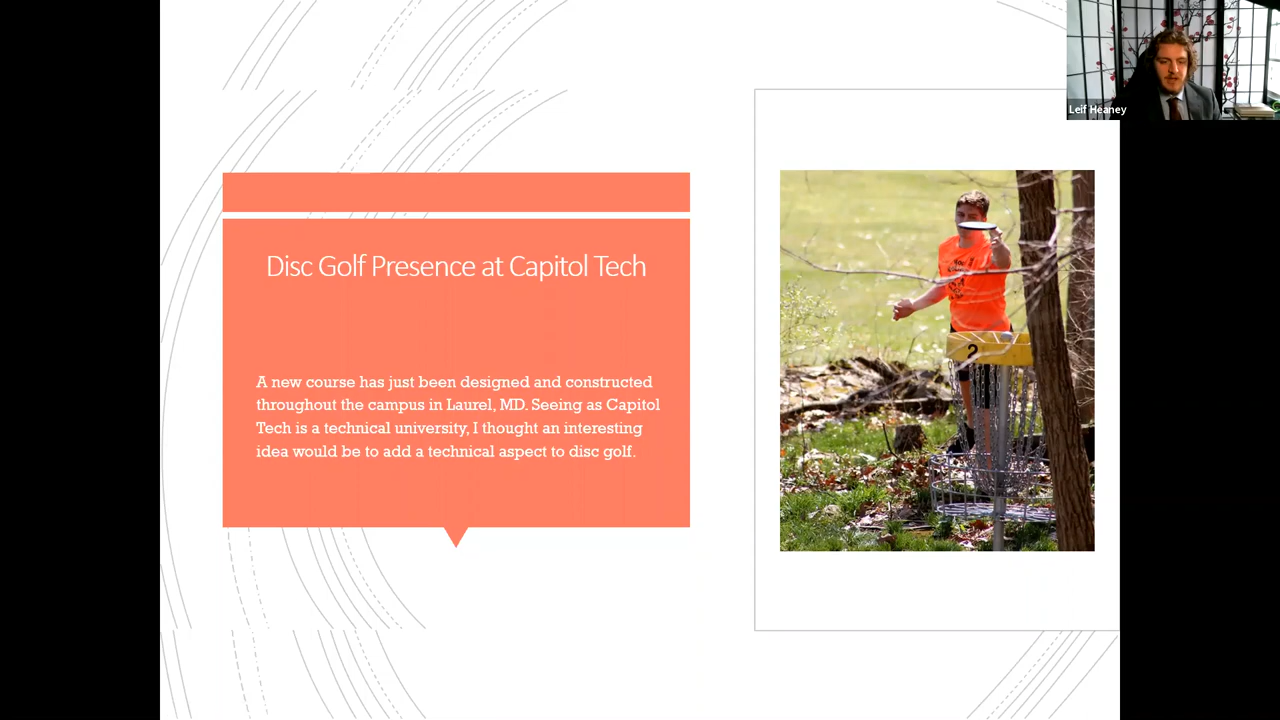 Leif Heaney
Disc Golf Presence at Capitol Tech
A new course has just been designed and constructed
throughout the campus in Laurel, MD. Seeing as Capitol
Tech is a technical university, I thought an interesting
idea would be to add a technical aspect to disc golf.
2